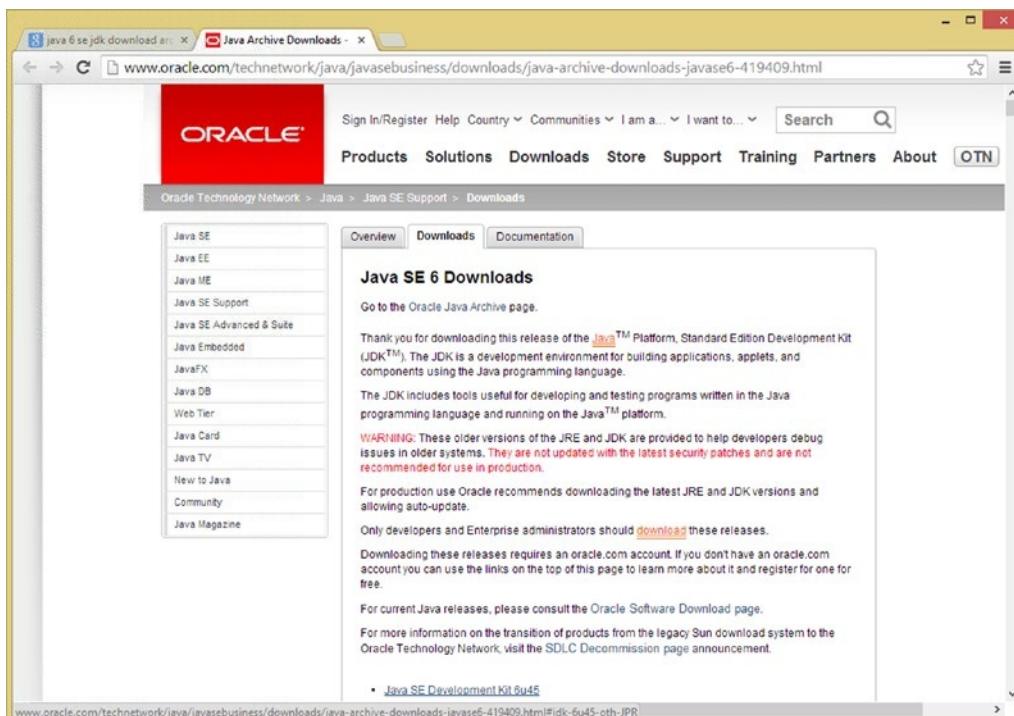 java 6 se jdk download arc
Java Archive Downloads -
www.oracle.com/technetwork/java/javasebusiness/downloads/java-archive-downloads-javase6-419409.html
ORACLE
Sign In/Register Help Country Communities I am a... I want to... Search
Products Solutions Downloads Store Support Training Partners About OTN
Oracle Technology Network > Java > Java SE Support > Downloads
Java SE
Java EE
Java ME
Java SE Support
Java SE Advanced & Suite
Java Embedded
JavaFX
Java DB
Web Tier
Java Card
Java TV
New to Java
Community
Java Magazine
Overview Downloads Documentation
Java SE 6 Downloads
Go to the Oracle Java Archive page.
Thank you for downloading this release of the Java™ Platform, Standard Edition Development Kit
(JDK™). The JDK is a development environment for building applications, applets, and
components using the Java programming language.
The JDK includes tools useful for developing and testing programs written in the Java
programming language and running on the Java™ platform.
WARNING: These older versions of the JRE and JDK are provided to help developers debug
issues in older systems. They are not updated with the latest security patches and are not
recommended for use in production.
For production use Oracle recommends downloading the latest JRE and JDK versions and
allowing auto-update.
Only developers and Enterprise administrators should download these releases.
Downloading these releases requires an oracle.com account. If you don't have an oracle.com
account you can use the links on the top of this page to learn more about it and register for one for
free.
For current Java releases, please consult the Oracle Software Download page.
For more information on the transition of products from the legacy Sun download system to the
Oracle Technology Network, visit the SDLC Decommission page announcement.
Java SE Development Kit 6u45
www.oracle.com/technetwork/java/javasebusiness/downloads/java-archive-downloads-javase6-419409.html#jdk-6u45-oth-JPR